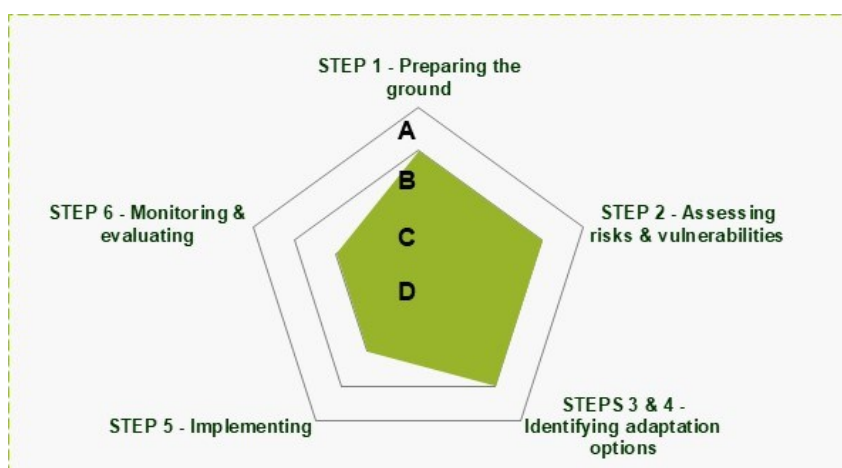 STEP 1 - Preparing the
ground
A
B
STEP 6 - Monitoring &
evaluating
STEP 2 - Assessing
risks & vulnerabilities
C
D
STEPS 3 & 4 -
Identifying adaptation
options
STEP 5 - Implementing